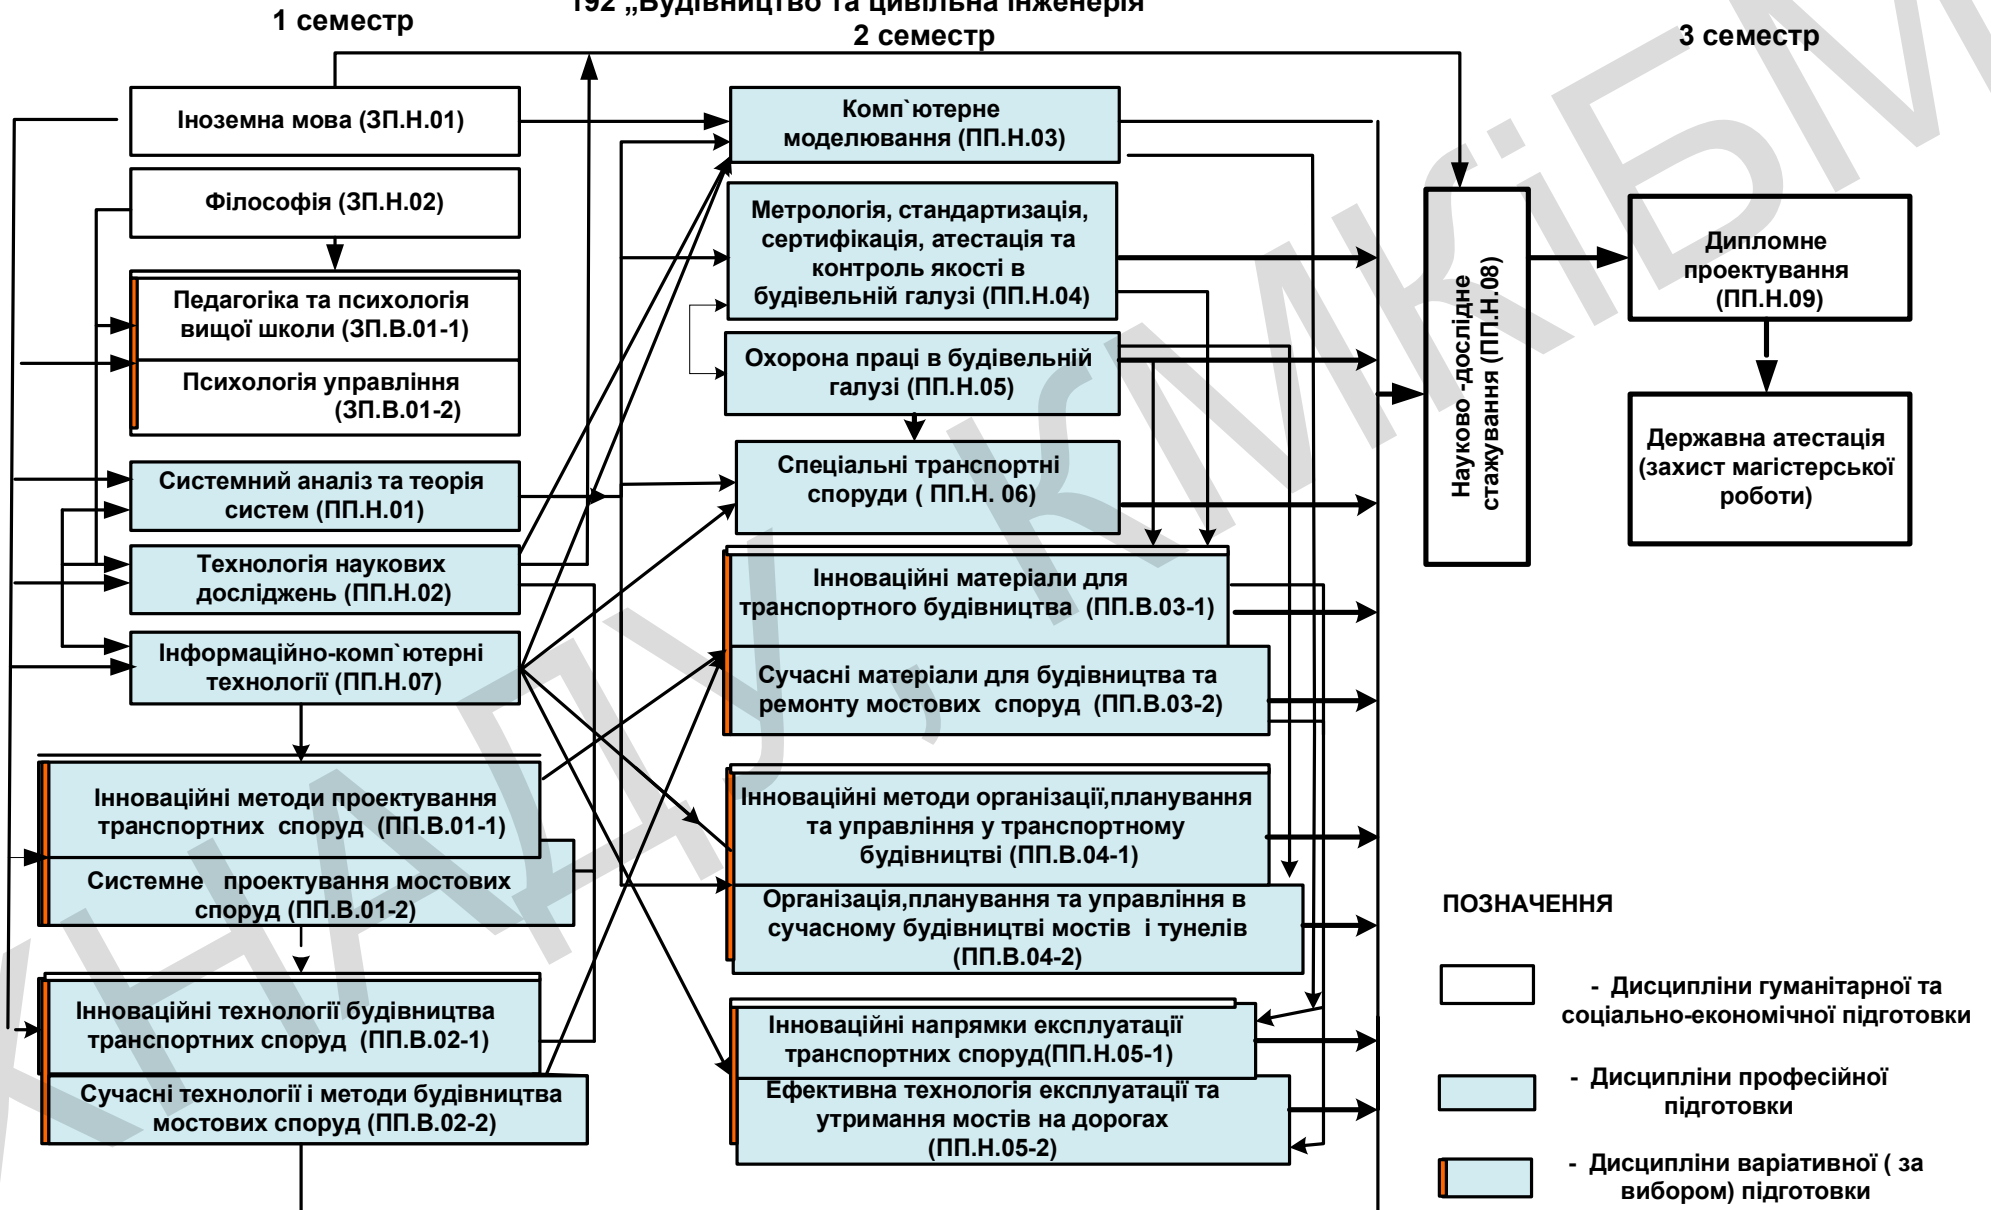 192 „Будівництво та цивільна інженерія
1 семестр
2 семестр
3 семестр
Іноземна мова (ЗП.Н.01)
Філософія (ЗП.Н.02)
Педагогіка та психологія
вищої школи (ЗП.В.01-1)
Психологія управління
(ЗП.В.01-2)
Системний аналіз та теорія
систем (ПП.Н.01)
Технологія наукових
досліджень (ПП.Н.02)
Інформаційно-комп`ютерні
технології (ПП.Н.07)
Інноваційні методи проектування
транспортних споруд (ПП.В.01-1)
Системне проектування мостових
споруд (ПП.В.01-2)
Інноваційні технології будівництва
транспортних споруд (ПП.В.02-1)
Сучасні технології і методи будівництва
мостових споруд (ПП.В.02-2)
Комп`ютерне
моделювання (ПП.Н.03)
Метрологія, стандартизація,
сертифікація, атестація та
контроль якості в
будівельній галузі (ПП.Н.04)
Охорона праці в будівельній
галузі (ПП.Н.05)
Спеціальні транспортні
споруди ( ПП.Н. 06)
Інноваційні матеріали для
транспортного будівництва (ПП.В.03-1)
Сучасні матеріали для будівництва та
ремонту мостових споруд (ПП.В.03-2)
Інноваційні методи організації,планування
та управління у транспортному
будівництві (ПП.В.04-1)
Організація,планування та управління в
сучасному будівництві мостів і тунелів
(ПП.В.04-2)
Інноваційні напрямки експлуатації
транспортних споруд(ПП.Н.05-1)
Ефективна технологія експлуатації та
утримання мостів на дорогах
(ПП.Н.05-2)
Науково -дослідне
стажування (ПП.Н.08)
Дипломне
проектування
(ПП.Н.09)
Державна атестація
(захист магістерської
роботи)
ПОЗНАЧЕННЯ
- Дисципліни гуманітарної та
соціально-економічної підготовки
- Дисципліни професійної
підготовки
- Дисципліни варіативної ( за
вибором) підготовки
ХНАДУ, КМКіБМ